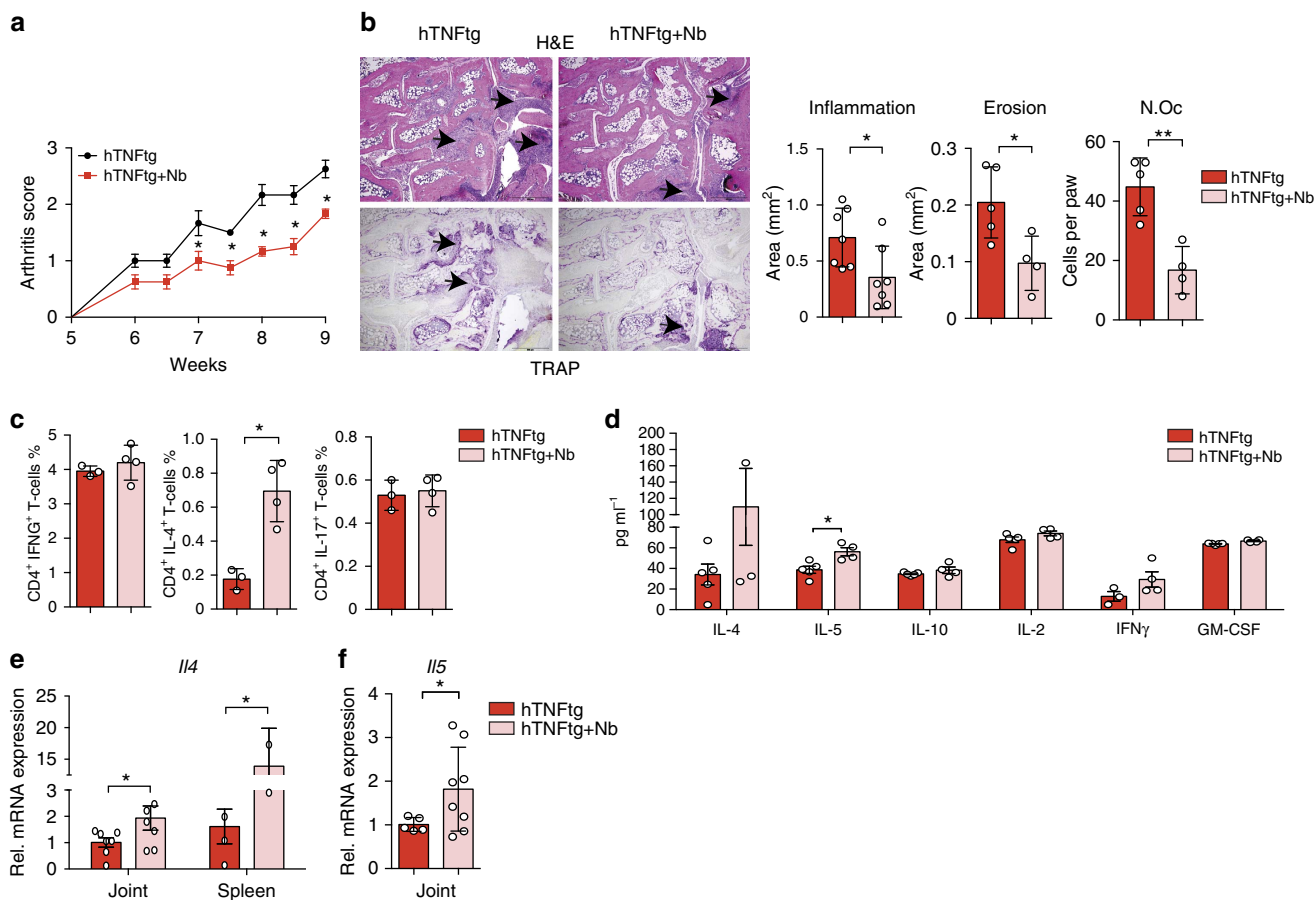 a
hTNFtg
hTNFtg+Nb
Arthritis score
3
2
1
0
5 6 7 8 9
* * * * *
Weeks
b
hTNFtg H&E hTNFtg+Nb
TRAP
Inflammation
*
Area (mm²)
1.5
1.0
0.5
0
Erosion
*
Area (mm²)
0.3
0.2
0.1
0
N.Oc
**
Cells per paw
60
40
20
0
hTNFtg
hTNFtg+Nb
c
CD4⁺ IFNG⁺ T-cells %
5
4
3
2
1
0
CD4⁺ IL-4⁺ T-cells %
*
1.0
0.8
0.6
0.4
0.2
0
CD4⁺ IL-17⁺ T-cells %
0.8
0.6
0.4
0.2
0
hTNFtg
hTNFtg+Nb
d
pg ml⁻¹
200
180
160
140
120
100
80
60
40
20
0
*
IL-4 IL-5 IL-10 IL-2 IFNγ GM-CSF
hTNFtg
hTNFtg+Nb
e
Il4
Rel. mRNA expression
25
20
15
5
2
1
0
*
*
Joint Spleen
f
Il5
*
Rel. mRNA expression
4
3
2
1
0
Joint
hTNFtg
hTNFtg+Nb